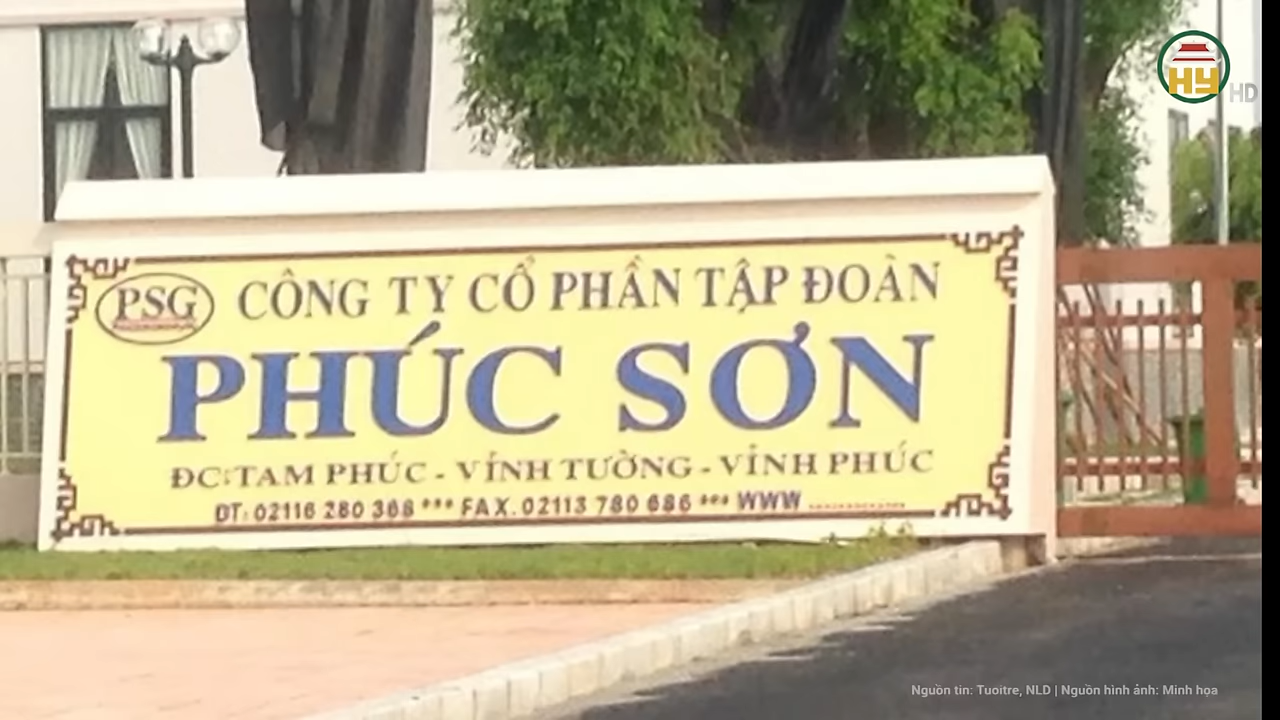 HY
HD
PSG
CÔNG TY CỔ PHẦN TẬP ĐOÀN
PHÚC SƠN
ĐC:TAM PHÚC - VĨNH TƯỜNG - VĨNH PHÚC
ĐT: 02116 280 368 *** FAX. 02113 780 686 *** WWW
Nguồn tin: Tuoitre, NLD | Nguồn hình ảnh: Minh họa